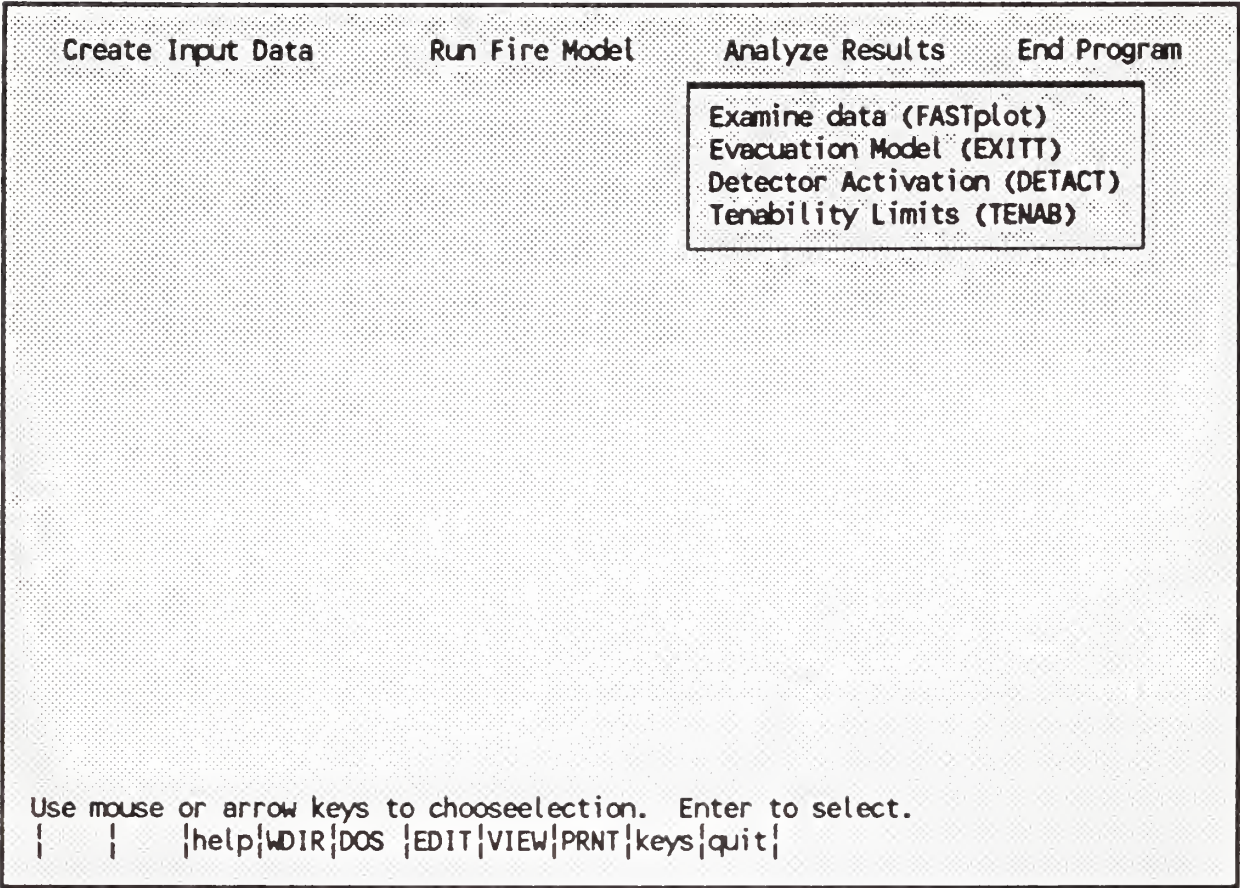 Create Input Data Run Fire Model Analyze Results End Program
Examine data (FASTplot)
Evacuation Model (EXITT)
Detector Activation (DETACT)
Tenability Limits (TENAB)
Use mouse or arrow keys to chooseelection. Enter to select.
¦ ¦ ¦help¦WDIR¦DOS ¦EDIT¦VIEW¦PRNT¦keys¦quit¦